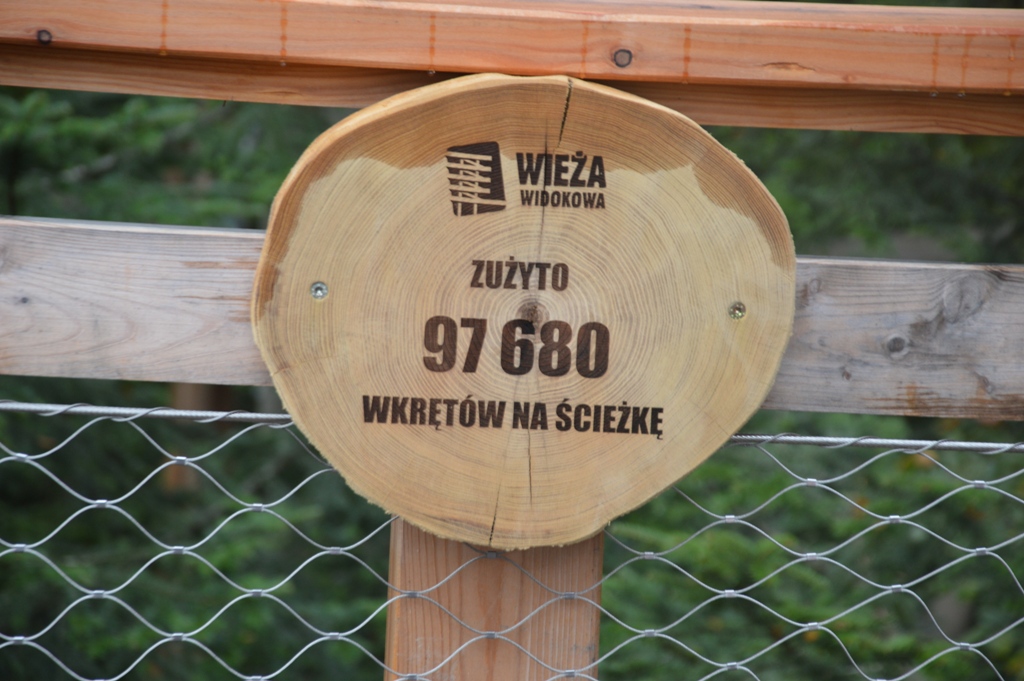 WIEŻA
WIDOKOWA
ZUŻYTO
97 680
WKRĘTÓW NA ŚCIEŻKĘ